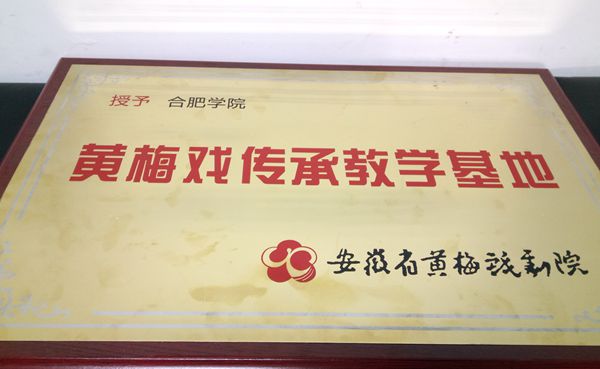 授予 合肥学院
黄梅戏传承教学基地
安徽省黄梅戏剧院